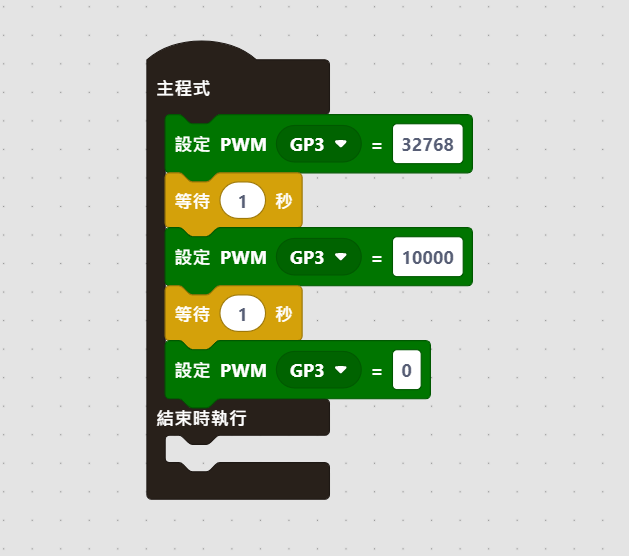 主程式
設定 PWM GP3 = 32768
等待 1 秒
設定 PWM GP3 = 10000
等待 1 秒
設定 PWM GP3 = 0
結束時執行